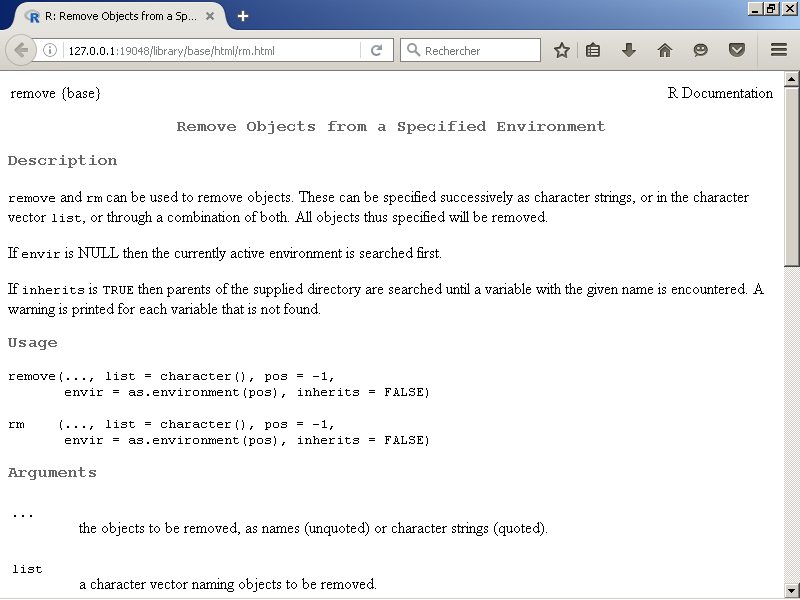 R: Remove Objects from a Sp...
127.0.0.1:19048/library/base/html/rm.html
Rechercher
remove {base}
R Documentation
Remove Objects from a Specified Environment
Description
remove and rm can be used to remove objects. These can be specified successively as character strings, or in the character
vector list, or through a combination of both. All objects thus specified will be removed.
If envir is NULL then the currently active environment is searched first.
If inherits is TRUE then parents of the supplied directory are searched until a variable with the given name is encountered. A
warning is printed for each variable that is not found.
Usage
remove(..., list = character(), pos = -1,
envir = as.environment(pos), inherits = FALSE)
rm (..., list = character(), pos = -1,
envir = as.environment(pos), inherits = FALSE)
Arguments
...
the objects to be removed, as names (unquoted) or character strings (quoted).
list
a character vector naming objects to be removed.